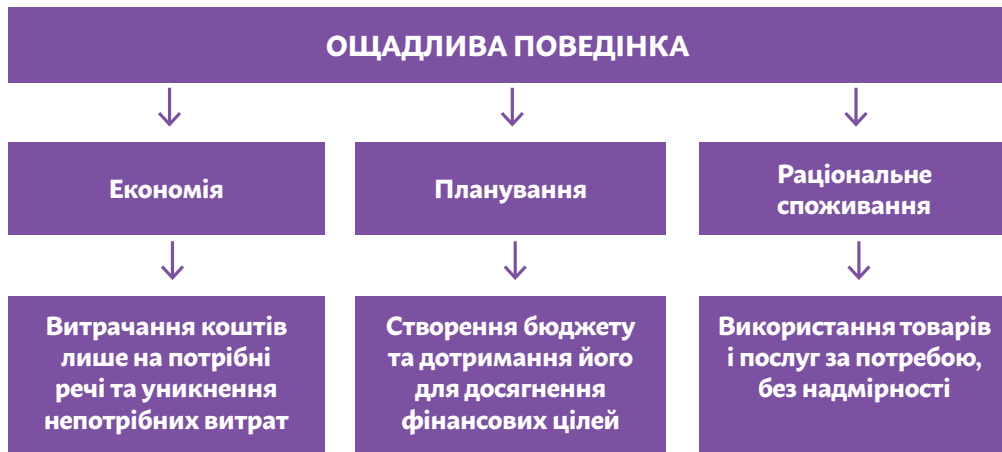 ОЩАДЛИВА ПОВЕДІНКА
Економія
Планування
Раціональне
споживання
Витрачання коштів
лише на потрібні
речі та уникнення
непотрібних витрат
Створення бюджету
та дотримання його
для досягнення
фінансових цілей
Використання товарів
і послуг за потребою,
без надмірності